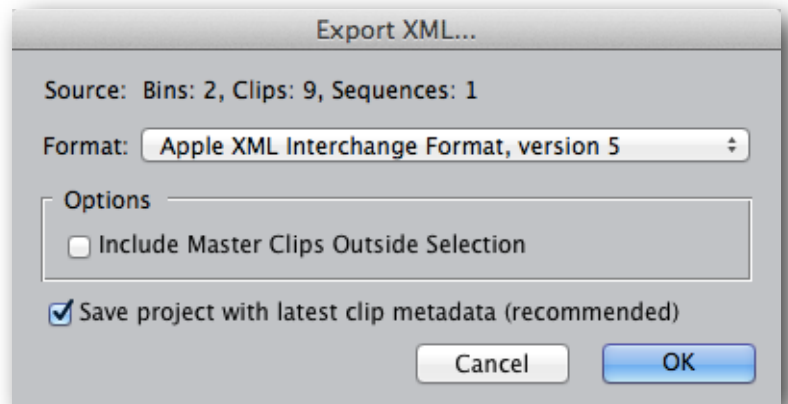 Export XML...
Source: Bins: 2, Clips: 9, Sequences: 1
Format: Apple XML Interchange Format, version 5
Options
Include Master Clips Outside Selection
Save project with latest clip metadata (recommended)
Cancel OK